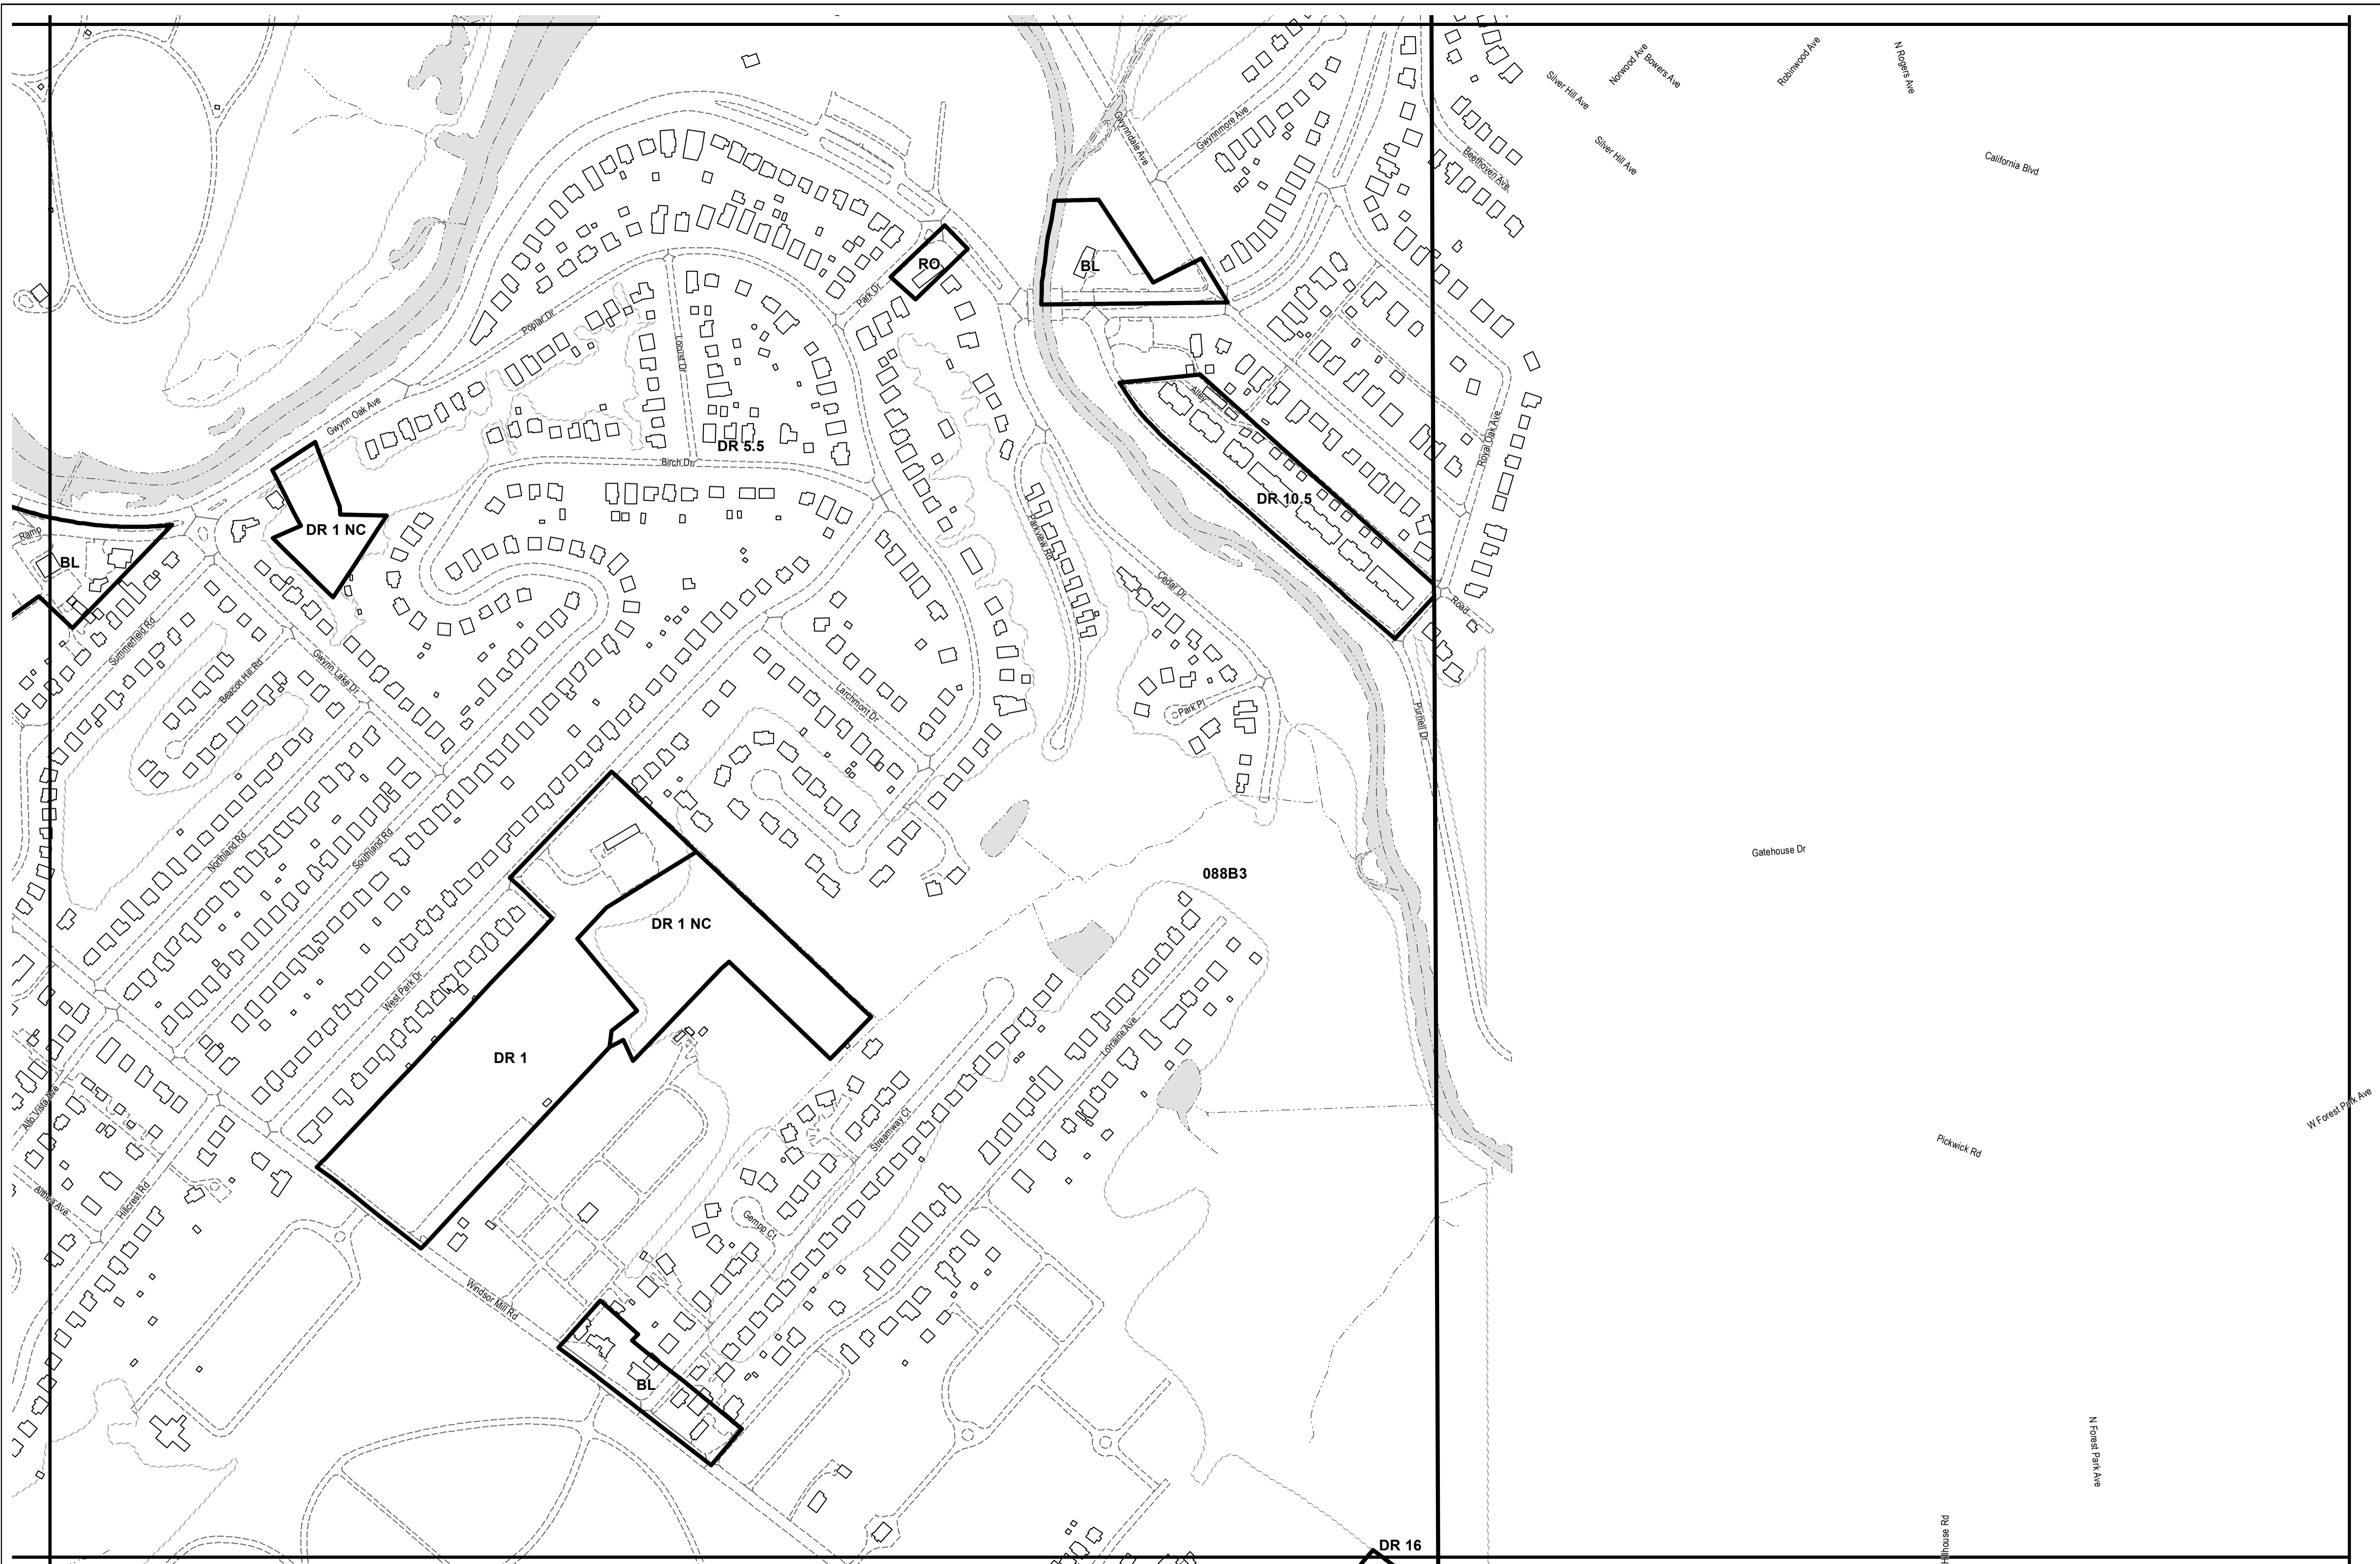 Norwood Ave
Bowers Ave
Robinwood Ave
N Rogers Ave
Silver Hill Ave
Silver Hill Ave
California Blvd
Gwynndale Ave
Gwynnmore Ave
Beethoven Ave
RO
BL
Park Dr
Poplar Dr
Locust Dr
Gwynn Oak Ave
Alley
DR 5.5
Birch Dr
Royal Oak Ave
DR 10.5
DR 1 NC
Ramp
BL
Parkview Rd
Cedar Dr
Road
Summerfield Rd
Beacon Hill Rd
Gwynn Lake Dr
Larchmont Dr
Park Pl
Purnell Dr
Northland Rd
Southland Rd
Gatehouse Dr
088B3
DR 1 NC
West Park Dr
Lorraine Ave
DR 1
Alto Vista Ave
Streamway Ct
W Forest Park Ave
Pickwick Rd
Althea Ave
Hillcrest Rd
Gempp Ct
Windsor Mill Rd
BL
N Forest Park Ave
DR 16
Hillhouse Rd